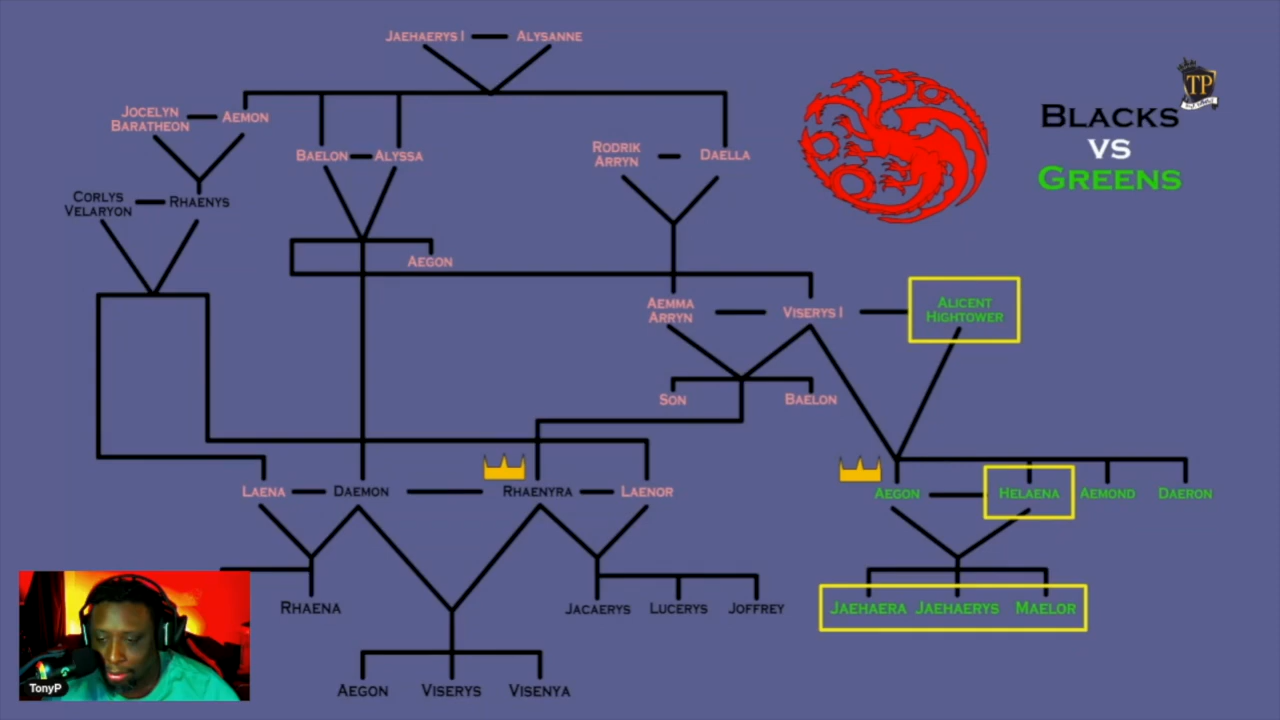 JAEHAERYS I
ALYSANNE
TP
BLACKS
VS
GREENS
JOCELYN
BARATHEON
AEMON
BAELON
ALYSSA
RODRIK
ARRYN
DAELLA
CORLYS
VELARYON
RHAENYS
AEGON
AEMMA
ARRYN
VISERYS I
ALICENT
HIGHTOWER
SON
BAELON
LAENA
DAEMON
RHAENYRA
LAENOR
AEGON
HELAENA
AEMOND
DAERON
RHAENA
JACAERYS
LUCERYS
JOFFREY
JAEHAERA
JAEHAERYS
MAELOR
AEGON
VISERYS
VISENYA
TonyP